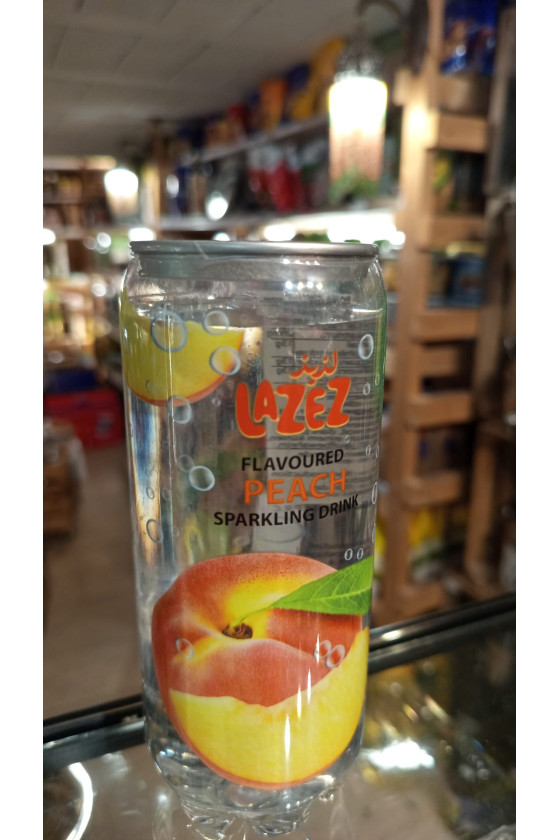 لذيذ
LAZEZ
FLAVOURED
PEACH
SPARKLING DRINK